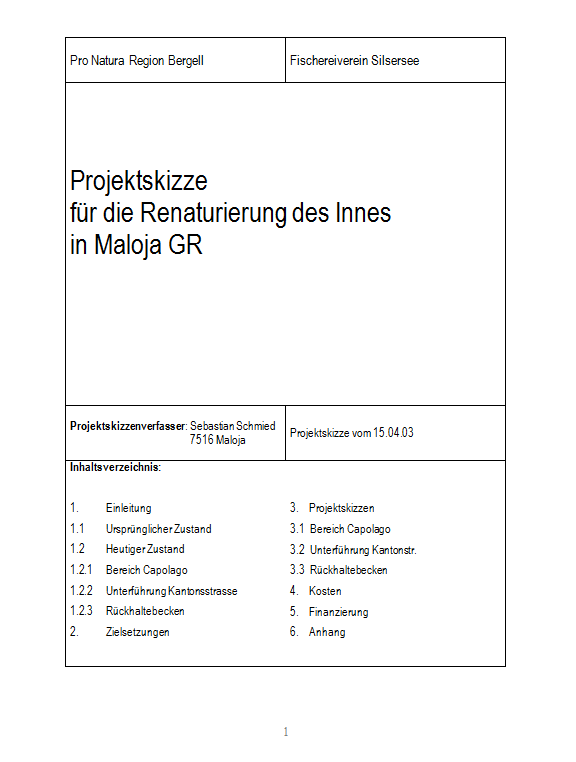 Pro Natura Region Bergell
Fischereiverein Silsersee
Projektskizze
für die Renaturierung des Innes
in Maloja GR
Projektskizzenverfasser: Sebastian Schmied
7516 Maloja
Projektskizze vom 15.04.03
Inhaltsverzeichnis:
1. Einleitung
1.1 Ursprünglicher Zustand
1.2 Heutiger Zustand
1.2.1 Bereich Capolago
1.2.2 Unterführung Kantonsstrasse
1.2.3 Rückhaltebecken
2. Zielsetzungen
3. Projektskizzen
3.1 Bereich Capolago
3.2 Unterführung Kantonstr.
3.3 Rückhaltebecken
4. Kosten
5. Finanzierung
6. Anhang
1